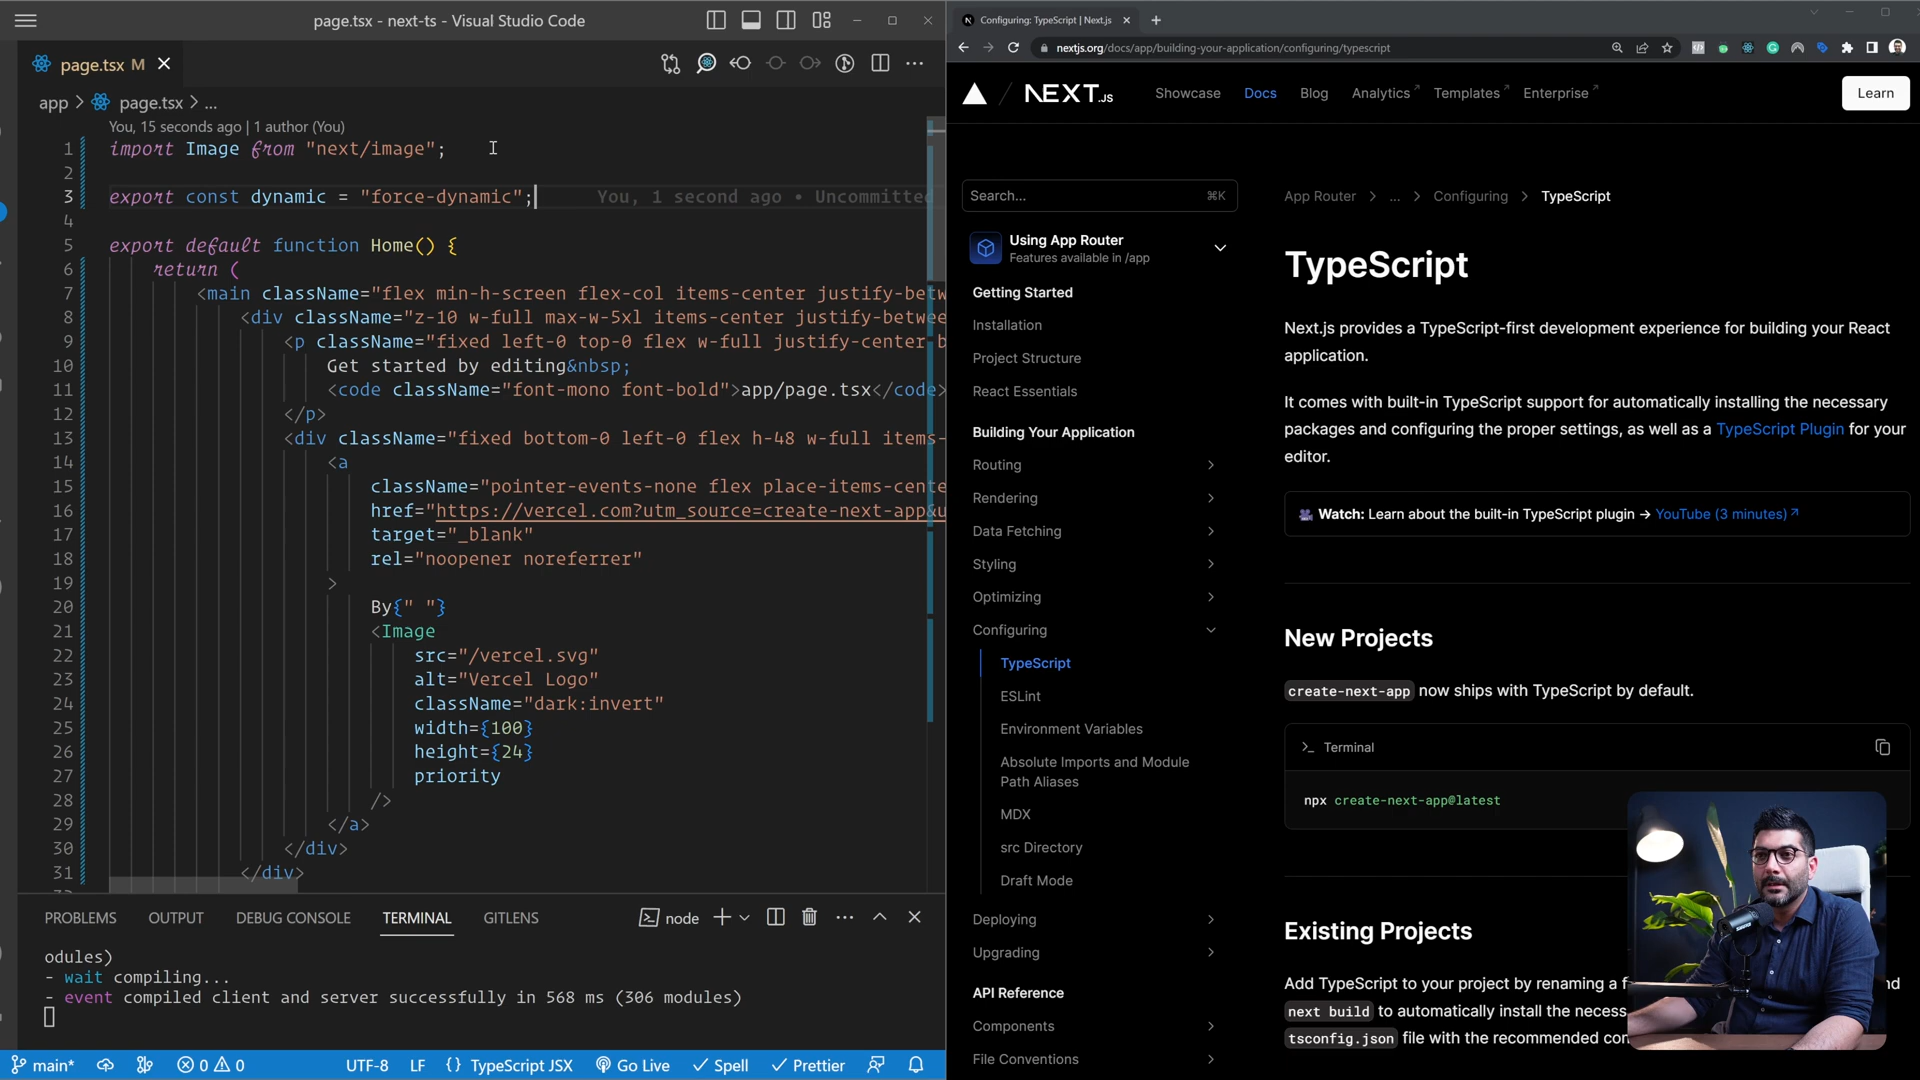 page.tsx - next-ts - Visual Studio Code
page.tsx M
app > page.tsx > ...
You, 15 seconds ago | 1 author (You)
1 import Image from "next/image";
2
3 export const dynamic = "force-dynamic"; You, 1 second ago • Uncommitted
4
5 export default function Home() {
6 return (
7 <main className="flex min-h-screen flex-col items-center justify-betw
8 <div className="z-10 w-full max-w-5xl items-center justify-betwee
9 <p className="fixed left-0 top-0 flex w-full justify-center b
10 Get started by editing&nbsp;
11 <code className="font-mono font-bold">app/page.tsx</code>
12 </p>
13 <div className="fixed bottom-0 left-0 flex h-48 w-full items-
14 <a
15 className="pointer-events-none flex place-items-cente
16 href="https://vercel.com?utm_source=create-next-app&u
17 target="_blank"
18 rel="noopener noreferrer"
19 >
20 By{" "}
21 <Image
22 src="/vercel.svg"
23 alt="Vercel Logo"
24 className="dark:invert"
25 width={100}
26 height={24}
27 priority
28 />
29 </a>
30 </div>
31 </div>
PROBLEMS OUTPUT DEBUG CONSOLE TERMINAL GITLENS node
odules)
- wait compiling...
- event compiled client and server successfully in 568 ms (306 modules)
main* 0 0 UTF-8 LF {} TypeScript JSX Go Live Spell Prettier
Configuring: TypeScript | Next.js
nextjs.org/docs/app/building-your-application/configuring/typescript
NEXT.JS Showcase Docs Blog Analytics Templates Enterprise Learn
Search... ⌘K
Using App Router
Features available in /app
Getting Started
Installation
Project Structure
React Essentials
Building Your Application
Routing
Rendering
Data Fetching
Styling
Optimizing
Configuring
TypeScript
ESLint
Environment Variables
Absolute Imports and Module
Path Aliases
MDX
src Directory
Draft Mode
Deploying
Upgrading
API Reference
Components
File Conventions
App Router > ... > Configuring > TypeScript
TypeScript
Next.js provides a TypeScript-first development experience for building your React
application.
It comes with built-in TypeScript support for automatically installing the necessary
packages and configuring the proper settings, as well as a TypeScript Plugin for your
editor.
Watch: Learn about the built-in TypeScript plugin → YouTube (3 minutes)
New Projects
create-next-app now ships with TypeScript by default.
Terminal
npx create-next-app@latest
Existing Projects
Add TypeScript to your project by renaming a f nd
next build to automatically install the necess
tsconfig.json file with the recommended con